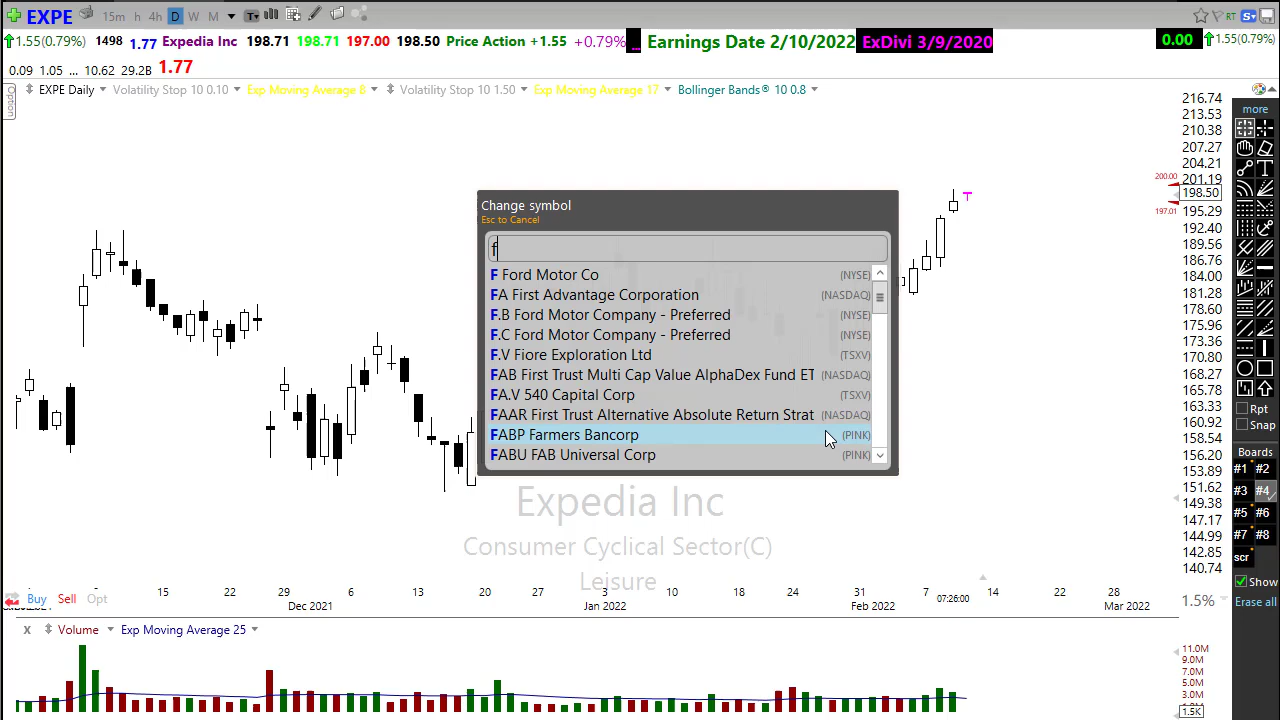 EXPE 15m h 4h D W M T RT S
1.55(0.79%) 1498 1.77 Expedia Inc 198.71 198.71 197.00 198.50 Price Action +1.55 +0.79% ... Earnings Date 2/10/2022 ExDivi 3/9/2020 0.00 1.55(0.79%)
0.09 1.05 ... 10.62 29.2B 1.77
Option
EXPE Daily Volatility Stop 10 0.10 Exp Moving Average 8 Volatility Stop 10 1.50 Exp Moving Average 17 Bollinger Bands® 10 0.8
216.74
213.53
210.38
207.27
204.21
201.19
200.00
198.50
197.01
195.29
192.40
189.56
186.76
184.00
181.28
178.60
175.96
173.36
170.80
168.27
165.78
163.33
160.92
158.54
156.20
153.89
151.62
149.38
147.17
144.99
142.85
140.74
more
T
Rpt
Snap
Boards
#1 #2
#3 #4
#5 #6
#7 #8
scr
Show
Erase all
Change symbol
Esc to Cancel
f
F Ford Motor Co (NYSE)
FA First Advantage Corporation (NASDAQ)
F.B Ford Motor Company - Preferred (NYSE)
F.C Ford Motor Company - Preferred (NYSE)
F.V Fiore Exploration Ltd (TSXV)
FAB First Trust Multi Cap Value AlphaDex Fund ET (NASDAQ)
FA.V 540 Capital Corp (TSXV)
FAAR First Trust Alternative Absolute Return Strat (NASDAQ)
FABP Farmers Bancorp (PINK)
FABU FAB Universal Corp (PINK)
Expedia Inc
Consumer Cyclical Sector(C)
Leisure
15 22 29 6 13 20 27 3 10 18 24 31 7 07:26:00 14 22 28
Dec 2021 Jan 2022 Feb 2022 Mar 2022
Buy Sell Opt 1.5%
X Volume Exp Moving Average 25
11.0M
9.0M
7.0M
5.0M
3.0M
1.5K